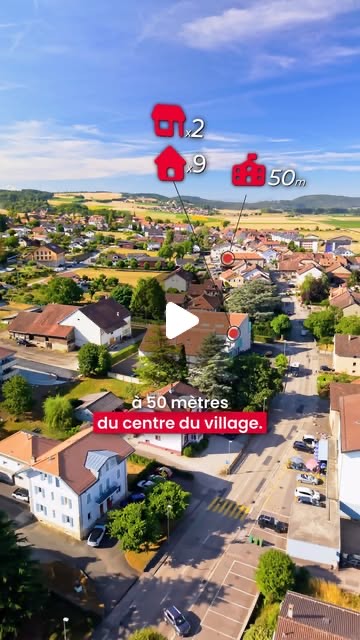 x2
x9
50m
à 50 mètres
du centre du village.